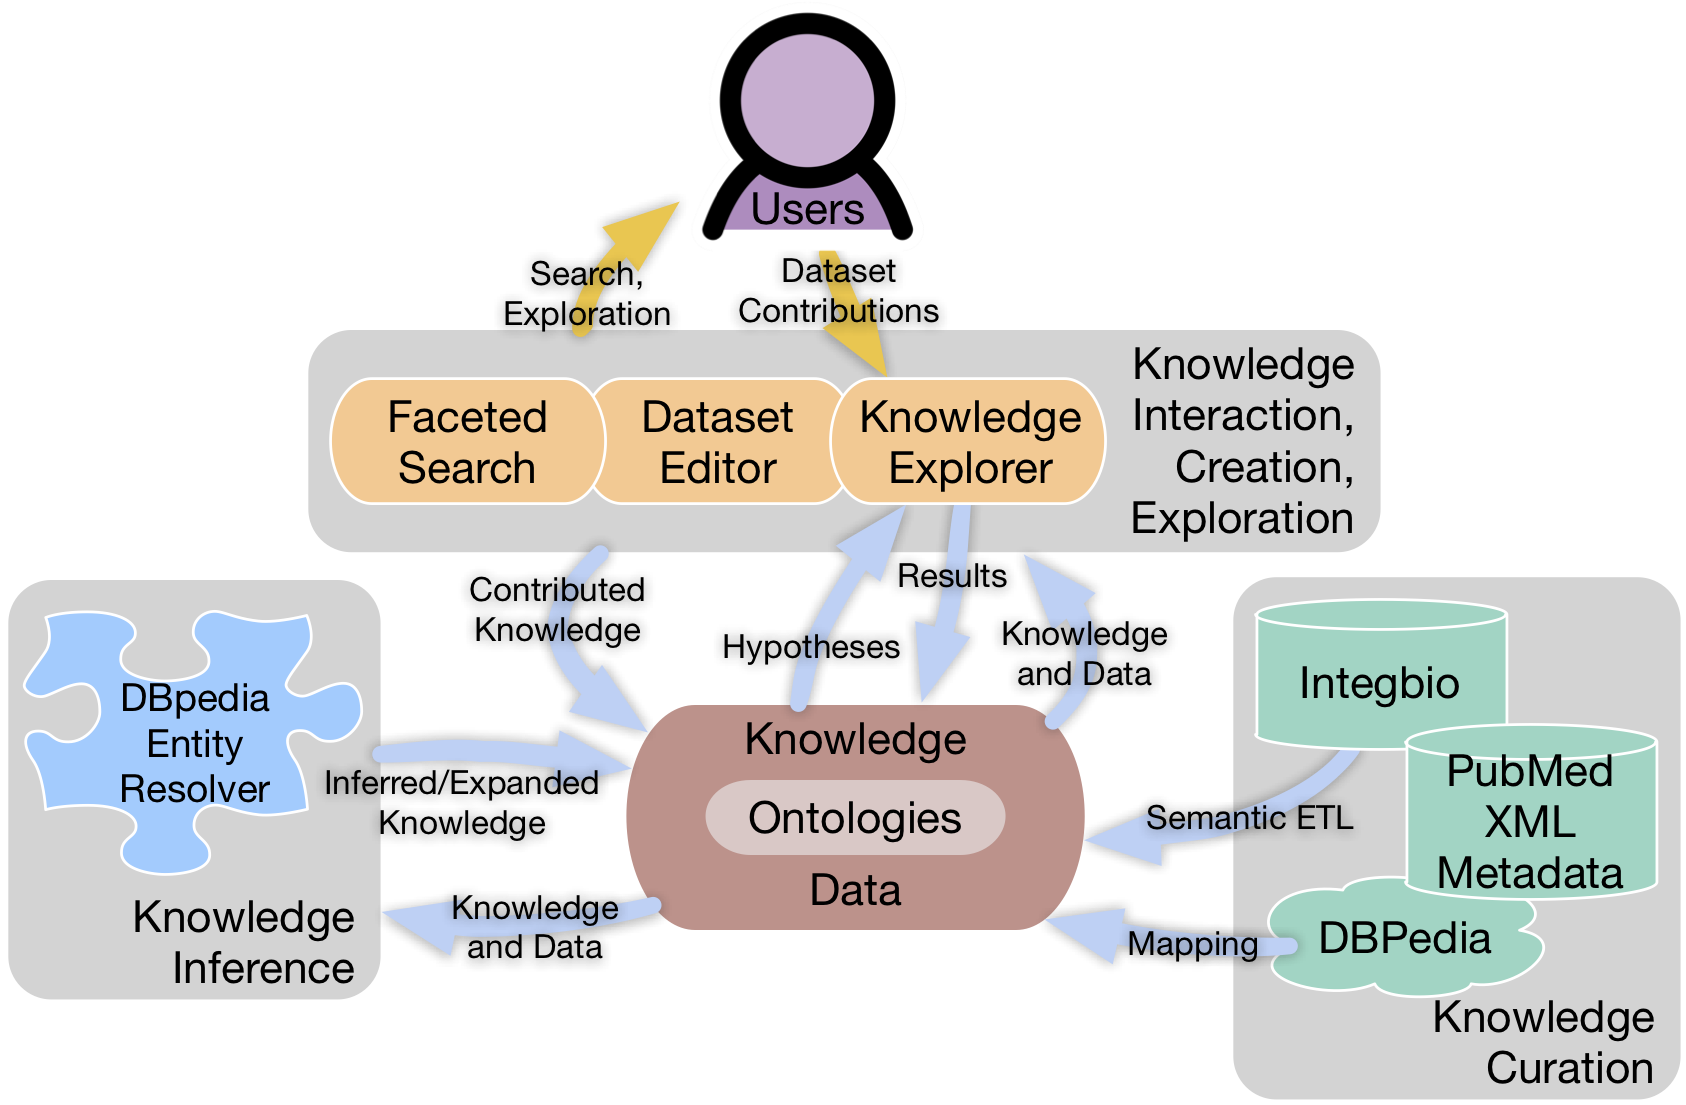 Users
Search,
Exploration
Dataset
Contributions
Faceted
Search
Dataset
Editor
Knowledge
Explorer
Knowledge
Interaction,
Creation,
Exploration
Contributed
Knowledge
Hypotheses
Results
Knowledge
and Data
DBpedia
Entity
Resolver
Knowledge
Inference
Inferred/Expanded
Knowledge
Knowledge
and Data
Knowledge
Ontologies
Data
Semantic ETL
Mapping
Integbio
PubMed
XML
Metadata
DBPedia
Knowledge
Curation